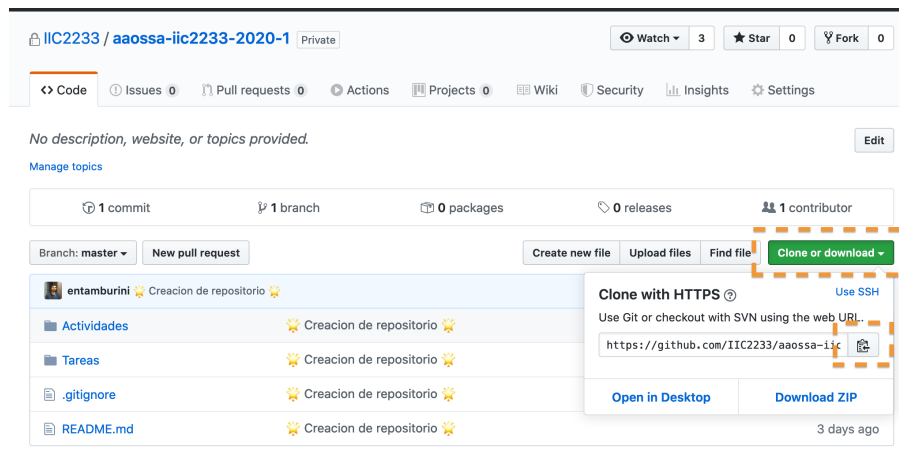 IIC2233 / aaossa-iic2233-2020-1 Private
Watch 3 Star 0 Fork 0
Code Issues 0 Pull requests 0 Actions Projects 0 Wiki Security Insights Settings
No description, website, or topics provided.
Edit
Manage topics
1 commit 1 branch 0 packages 0 releases 1 contributor
Branch: master New pull request Create new file Upload files Find file Clone or download
entamburini Creacion de repositorio
Clone with HTTPS Use SSH
Use Git or checkout with SVN using the web URL.
https://github.com/IIC2233/aaossa-iic
Open in Desktop Download ZIP
Actividades Creacion de repositorio
Tareas Creacion de repositorio
.gitignore Creacion de repositorio
README.md Creacion de repositorio 3 days ago